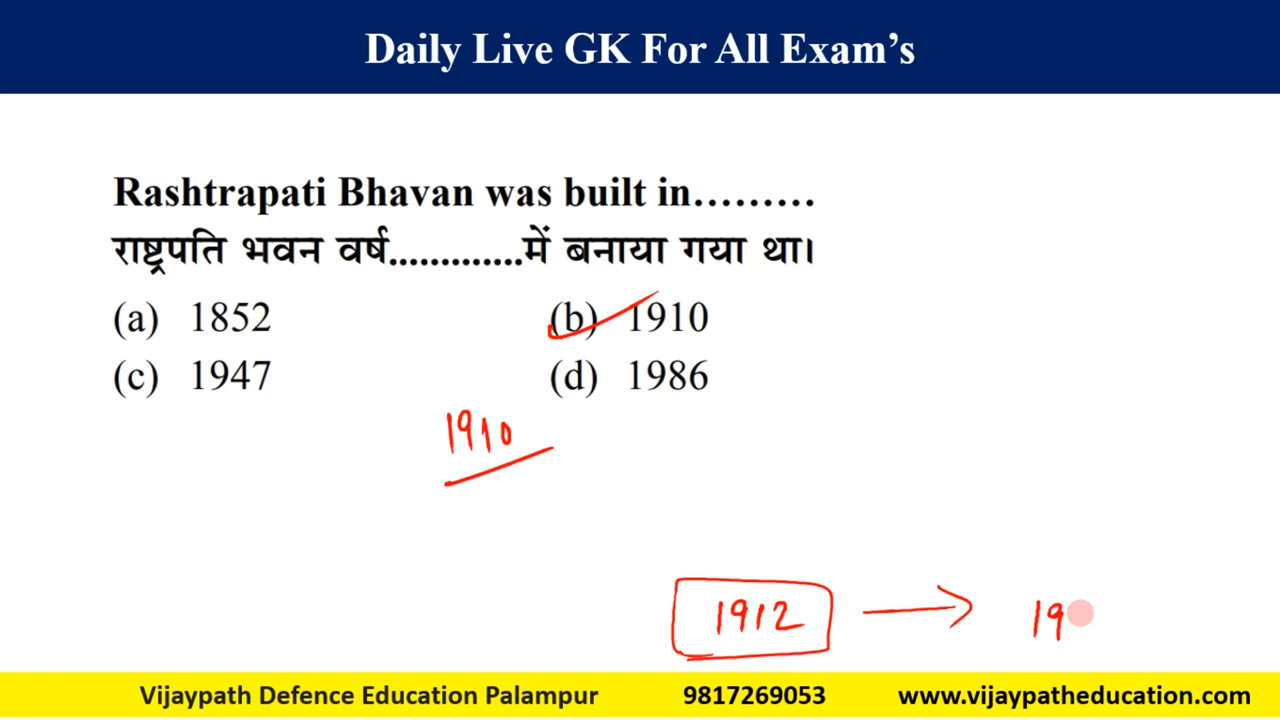 Daily Live GK For All Exam's
Rashtrapati Bhavan was built in.........
राष्ट्रपति भवन वर्ष.............में बनाया गया था।
(a) 1852 (b) 1910
(c) 1947 (d) 1986
1910
1912 → 19
Vijaypath Defence Education Palampur 9817269053 www.vijaypatheducation.com